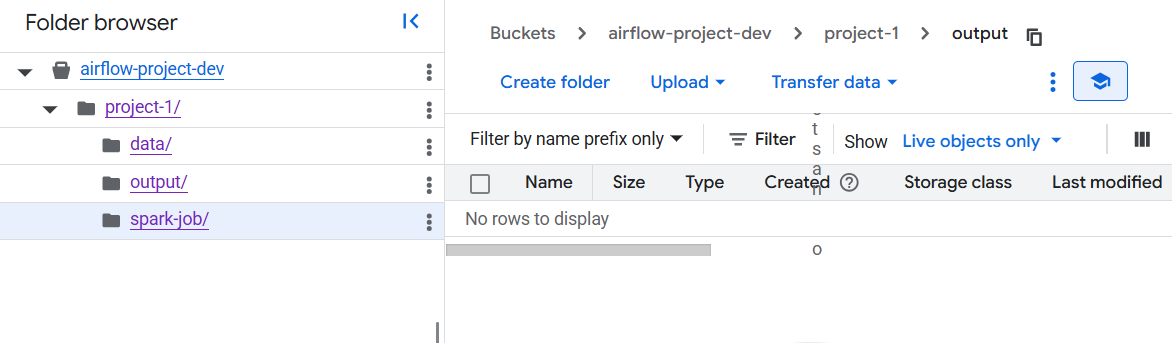 Folder browser
airflow-project-dev
project-1/
data/
output/
spark-job/
Buckets > airflow-project-dev > project-1 > output
Create folder Upload Transfer data
Filter by name prefix only Filter Show Live objects only
t
s
a
Name Size Type Created Storage class Last modified
No rows to display
o